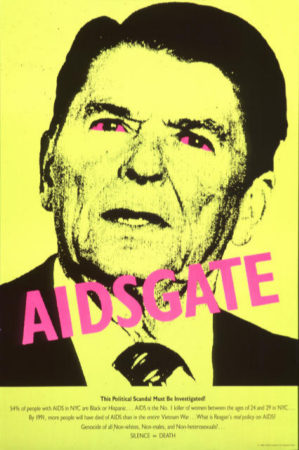 AIDSGATE
This Political Scandal Must Be Investigated!
54% of people with AIDS in NYC are Black or Hispanic... AIDS is the No. 1 killer of women between the ages of 24 and 29 in NYC...
By 1991, more people will have died of AIDS than in the entire Vietnam War... What is Reagan's real policy on AIDS?
Genocide of all Non-whites, Non-males, and Non-heterosexuals?...
SILENCE = DEATH